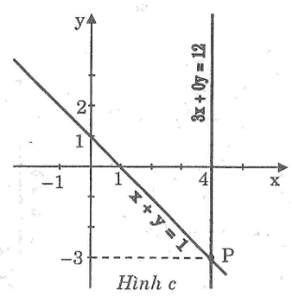 y
3x + 0y = 12
2
1
-1
1
4
x
x + y = 1
-3
P
Hình c